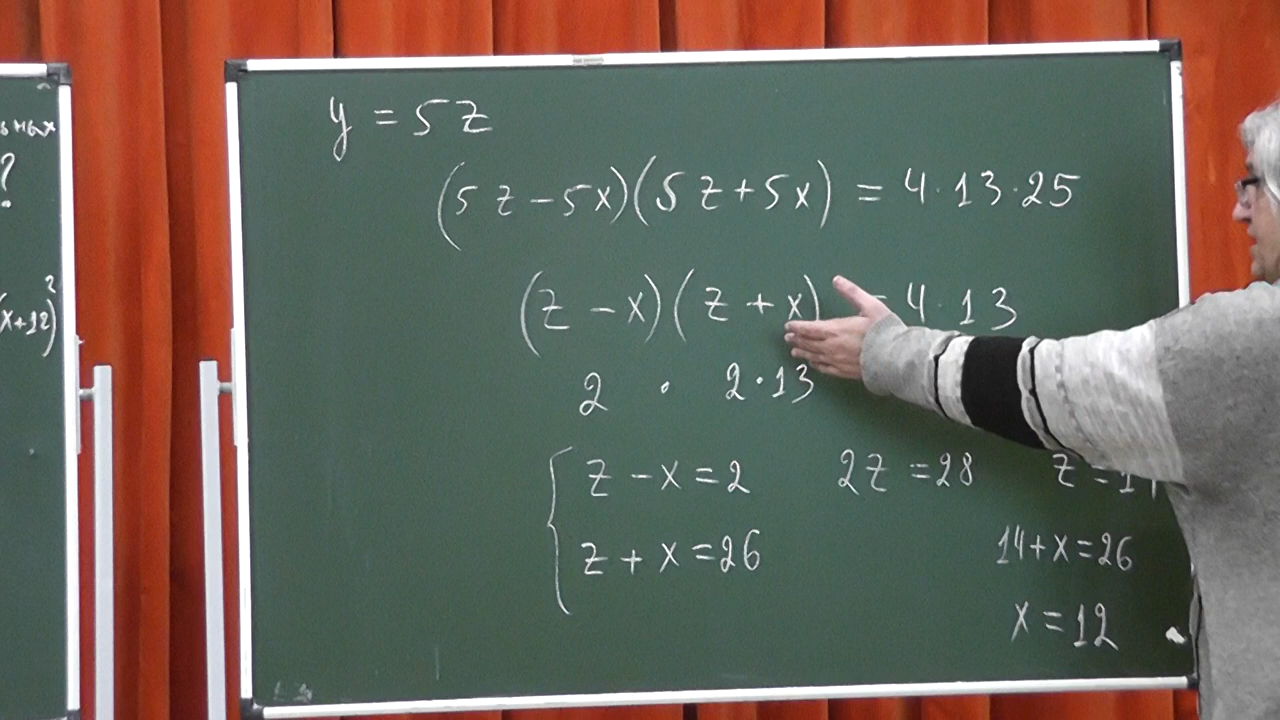 ьных
?
(x+12)²
y = 5z
(5z-5x)(5z+5x) = 4·13·25
(z-x)(z+x) = 4·13
2 · 2·13
z-x=2 2z=28
z+x=26
14+x=26
x=12